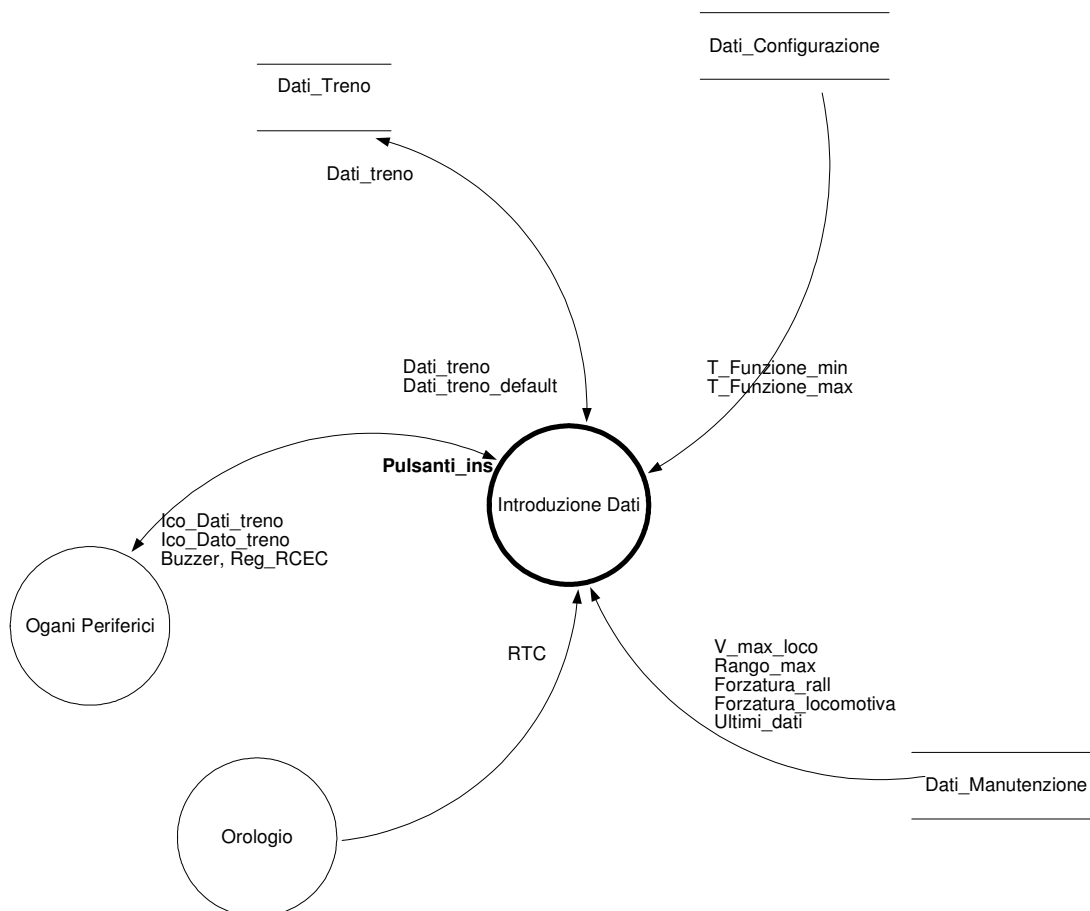 Dati_Configurazione
Dati_Treno
Dati_treno
Dati_treno
Dati_treno_default
T_Funzione_min
T_Funzione_max
Pulsanti_ins
Introduzione Dati
Ico_Dati_treno
Ico_Dato_treno
Buzzer, Reg_RCEC
Ogani Periferici
RTC
V_max_loco
Rango_max
Forzatura_rall
Forzatura_locomotiva
Ultimi_dati
Dati_Manutenzione
Orologio